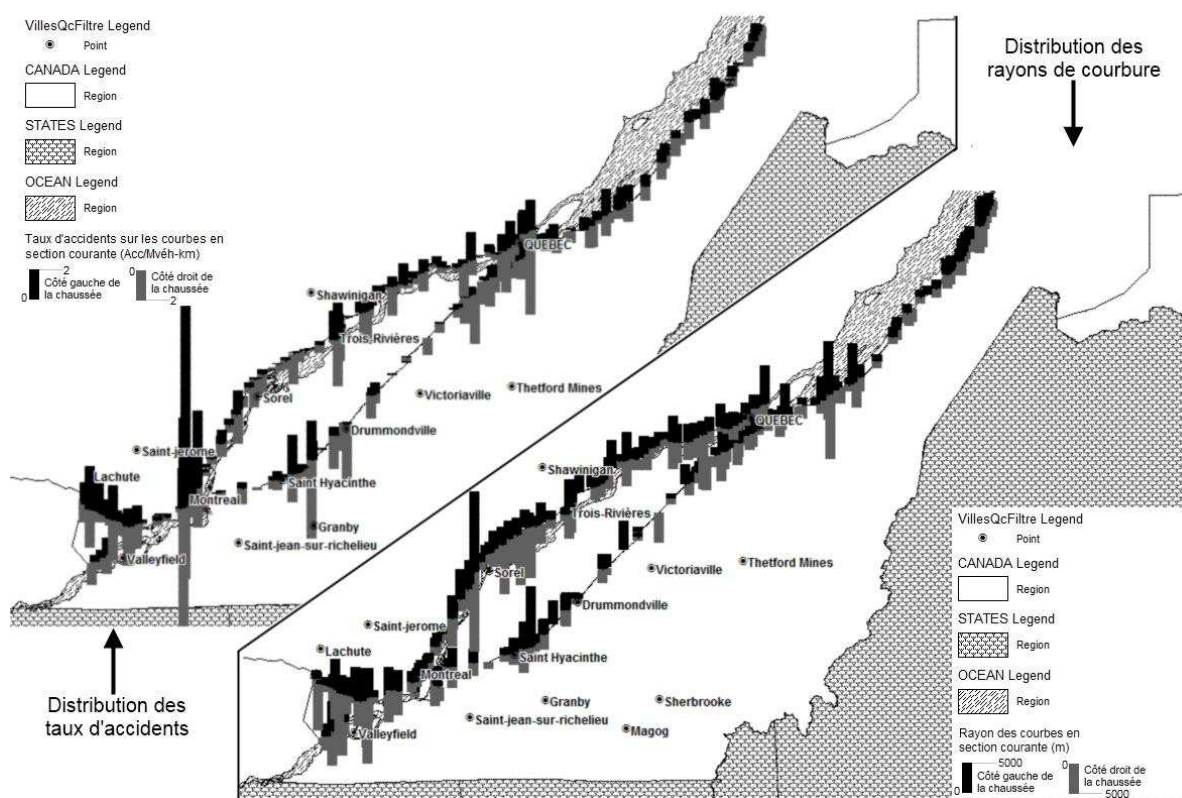 VillesQcFiltre Legend
Point
CANADA Legend
Region
STATES Legend
Region
OCEAN Legend
Region
Taux d'accidents sur les courbes en
section courante (Acc/Mvéh-km)
2
0
Côté gauche de
la chaussée
0
2
Côté droit de
la chaussée
Distribution des
rayons de courbure
QUEBEC
Shawinigan
Trois-Rivières
Sorel
Victoriaville
Thetford Mines
Drummondville
Saint-jerome
Lachute
Montreal
Saint Hyacinthe
Granby
Saint-jean-sur-richelieu
Valleyfield
Distribution des
taux d'accidents
QUEBEC
Shawinigan
Trois-Rivières
Sorel
Victoriaville
Thetford Mines
Drummondville
Saint-jerome
Lachute
Montreal
Saint Hyacinthe
Granby
Sherbrooke
Saint-jean-sur-richelieu
Magog
Valleyfield
VillesQcFiltre Legend
Point
CANADA Legend
Region
STATES Legend
Region
OCEAN Legend
Region
Rayon des courbes en
section courante (m)
5000
0
Côté gauche de
la chaussée
0
5000
Côté droit de
la chaussée